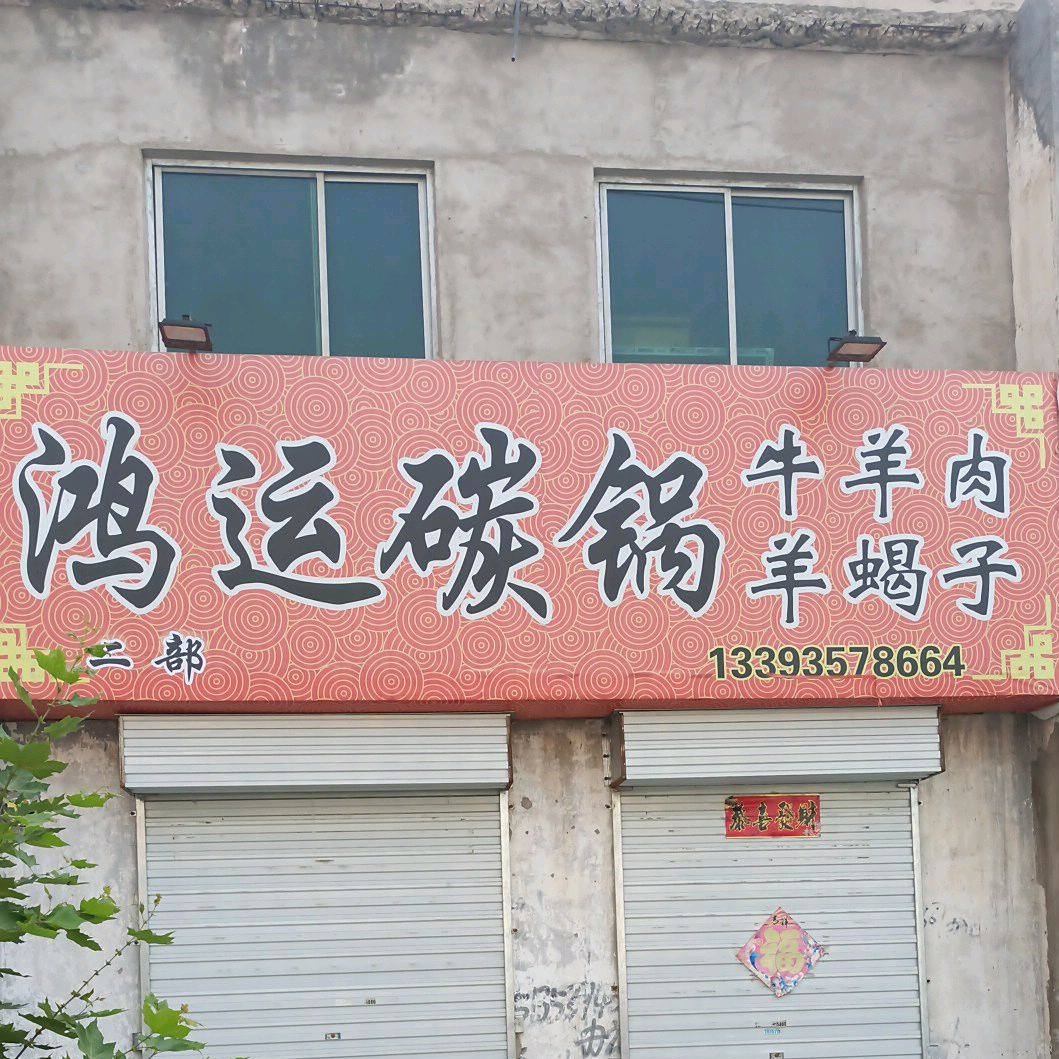 鸿运碳锅
牛羊肉
羊蝎子
二部
13393578664
恭喜發財
福